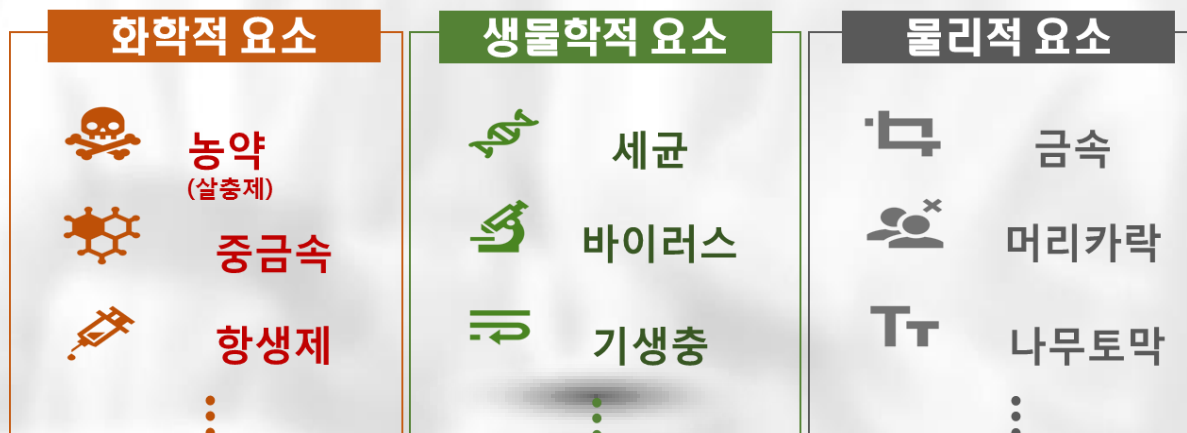 화학적 요소
농약
(살충제)
중금속
항생제
생물학적 요소
세균
바이러스
기생충
물리적 요소
금속
머리카락
나무토막